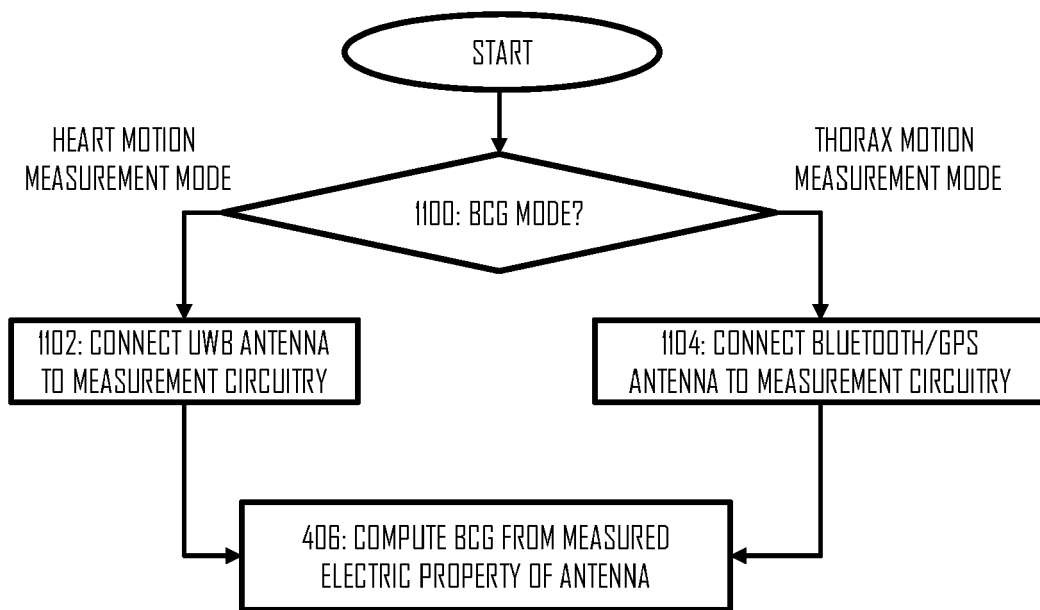 START
HEART MOTION
MEASUREMENT MODE
THORAX MOTION
MEASUREMENT MODE
1100: BCG MODE?
1102: CONNECT UWB ANTENNA
TO MEASUREMENT CIRCUITRY
1104: CONNECT BLUETOOTH/GPS
ANTENNA TO MEASUREMENT CIRCUITRY
406: COMPUTE BCG FROM MEASURED
ELECTRIC PROPERTY OF ANTENNA